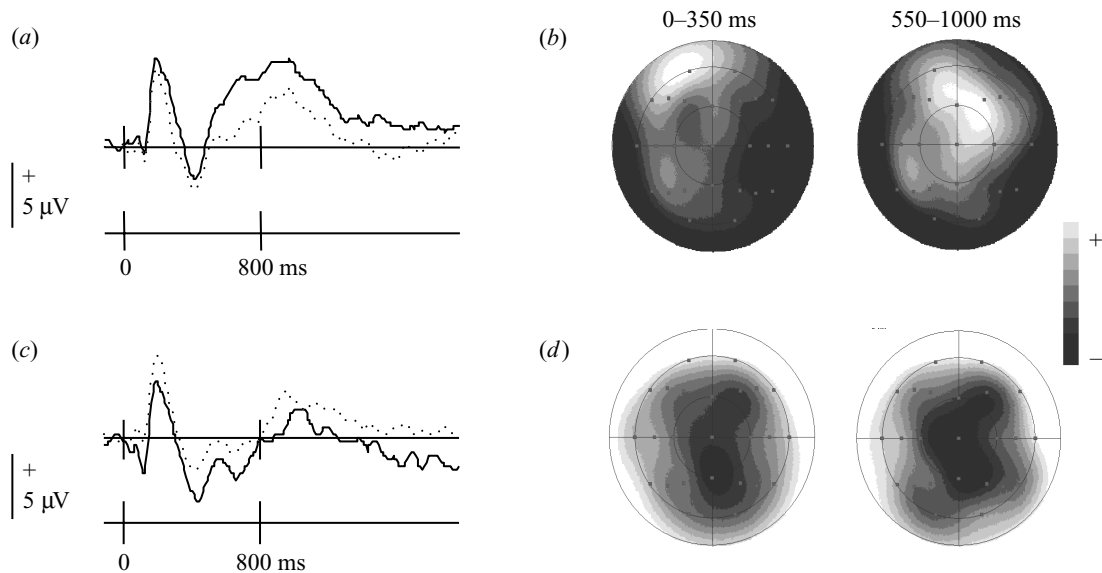 0–350 ms 550–1000 ms
(a)
(b)
+
5 μV
0 800 ms
+
–
(c)
(d)
+
5 μV
0 800 ms